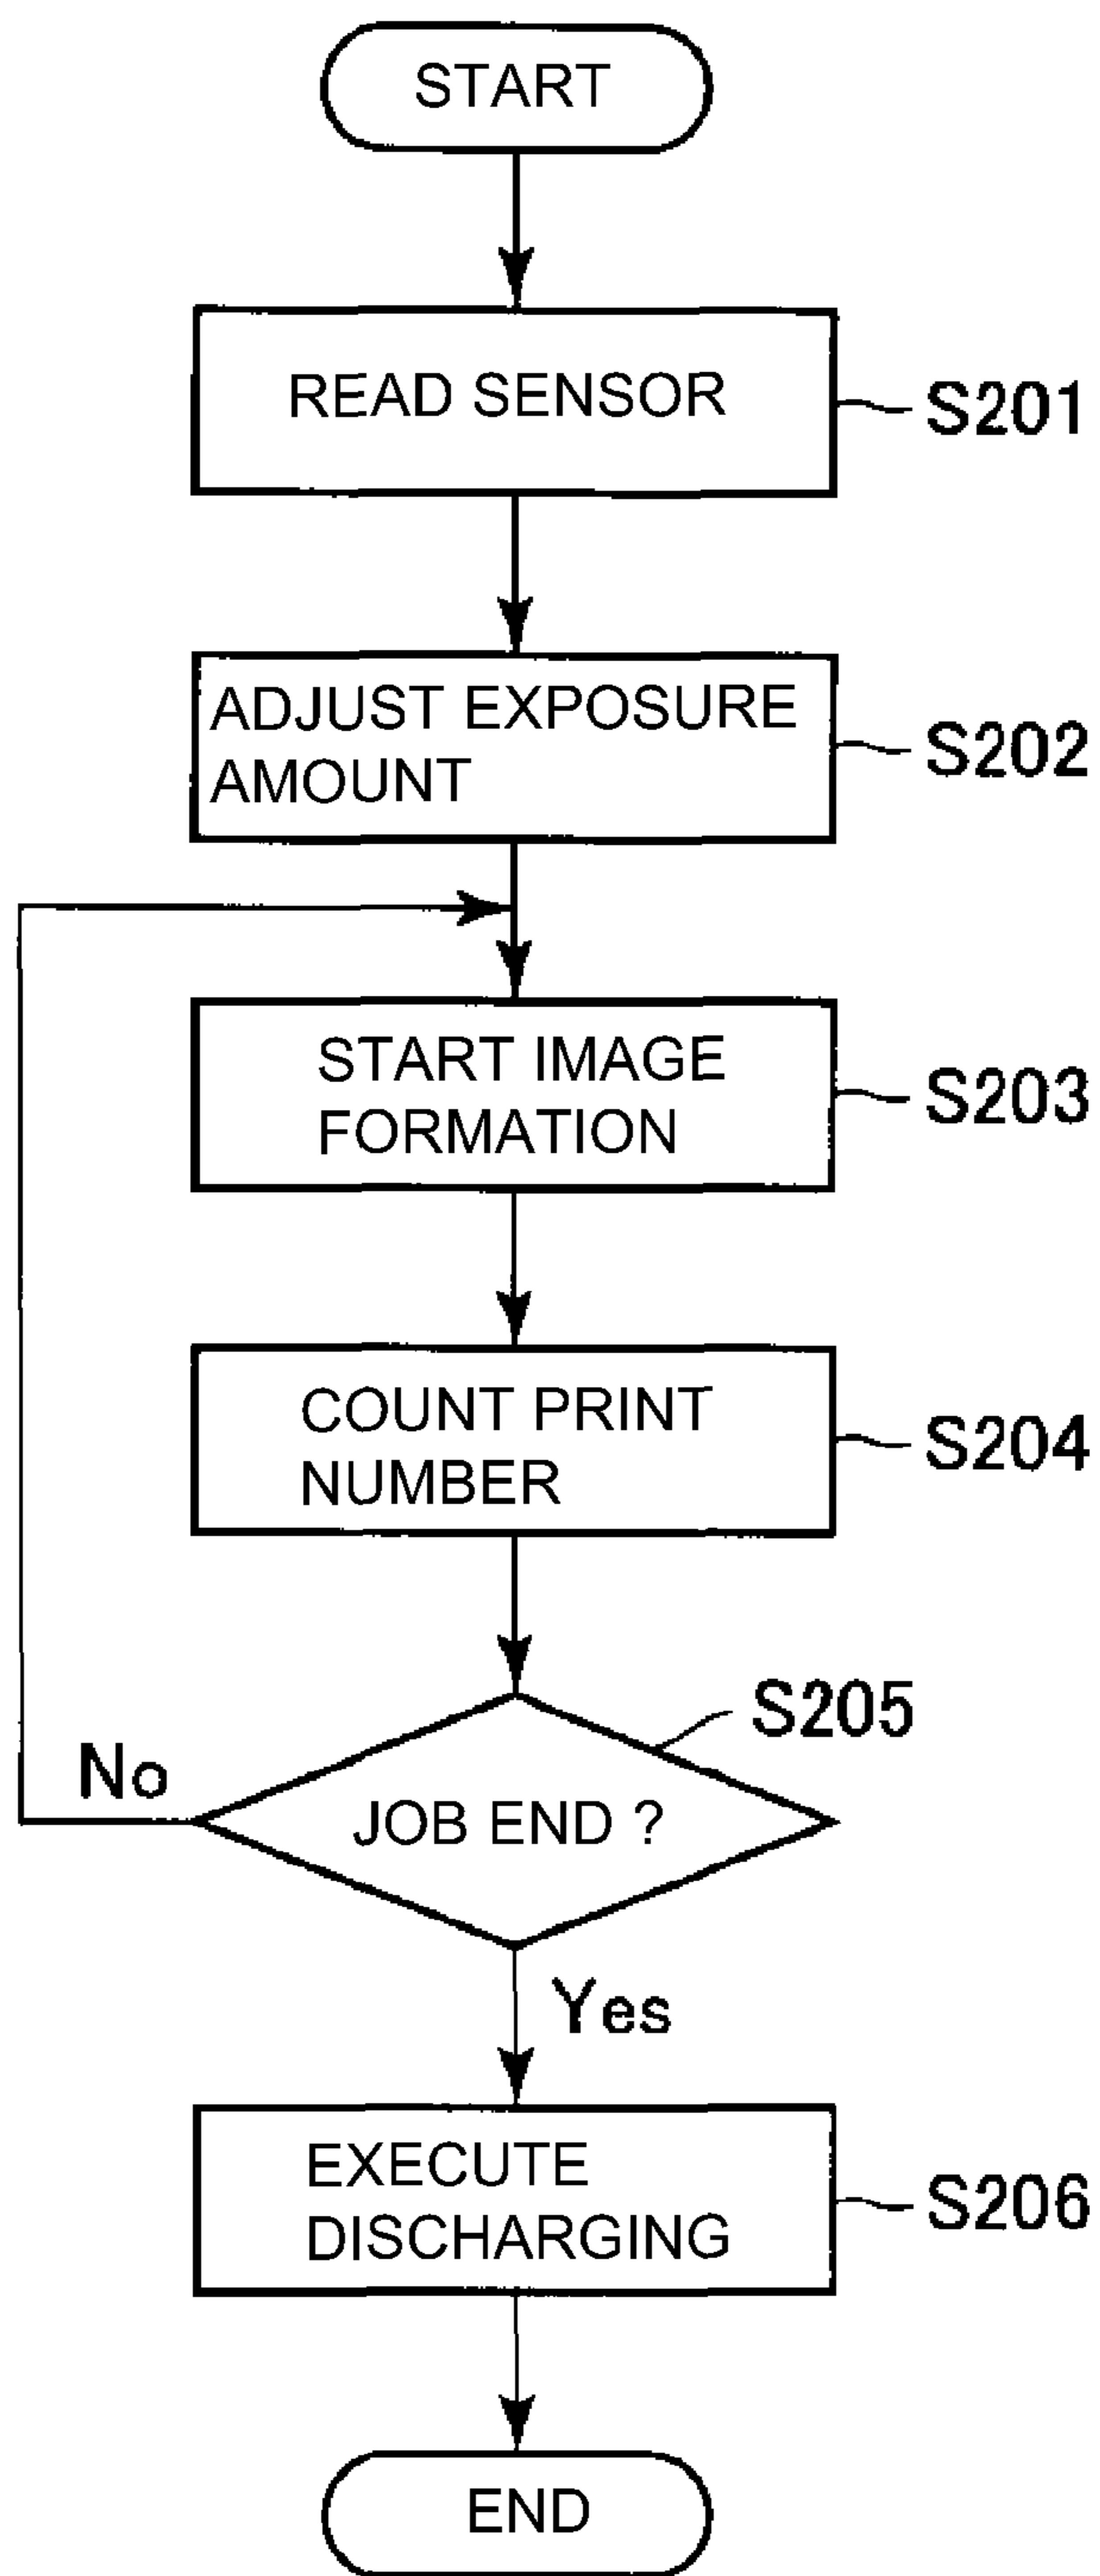 START
READ SENSOR
S201
ADJUST EXPOSURE
AMOUNT
S202
START IMAGE
FORMATION
S203
COUNT PRINT
NUMBER
S204
S205
No
JOB END ?
Yes
EXECUTE
DISCHARGING
S206
END